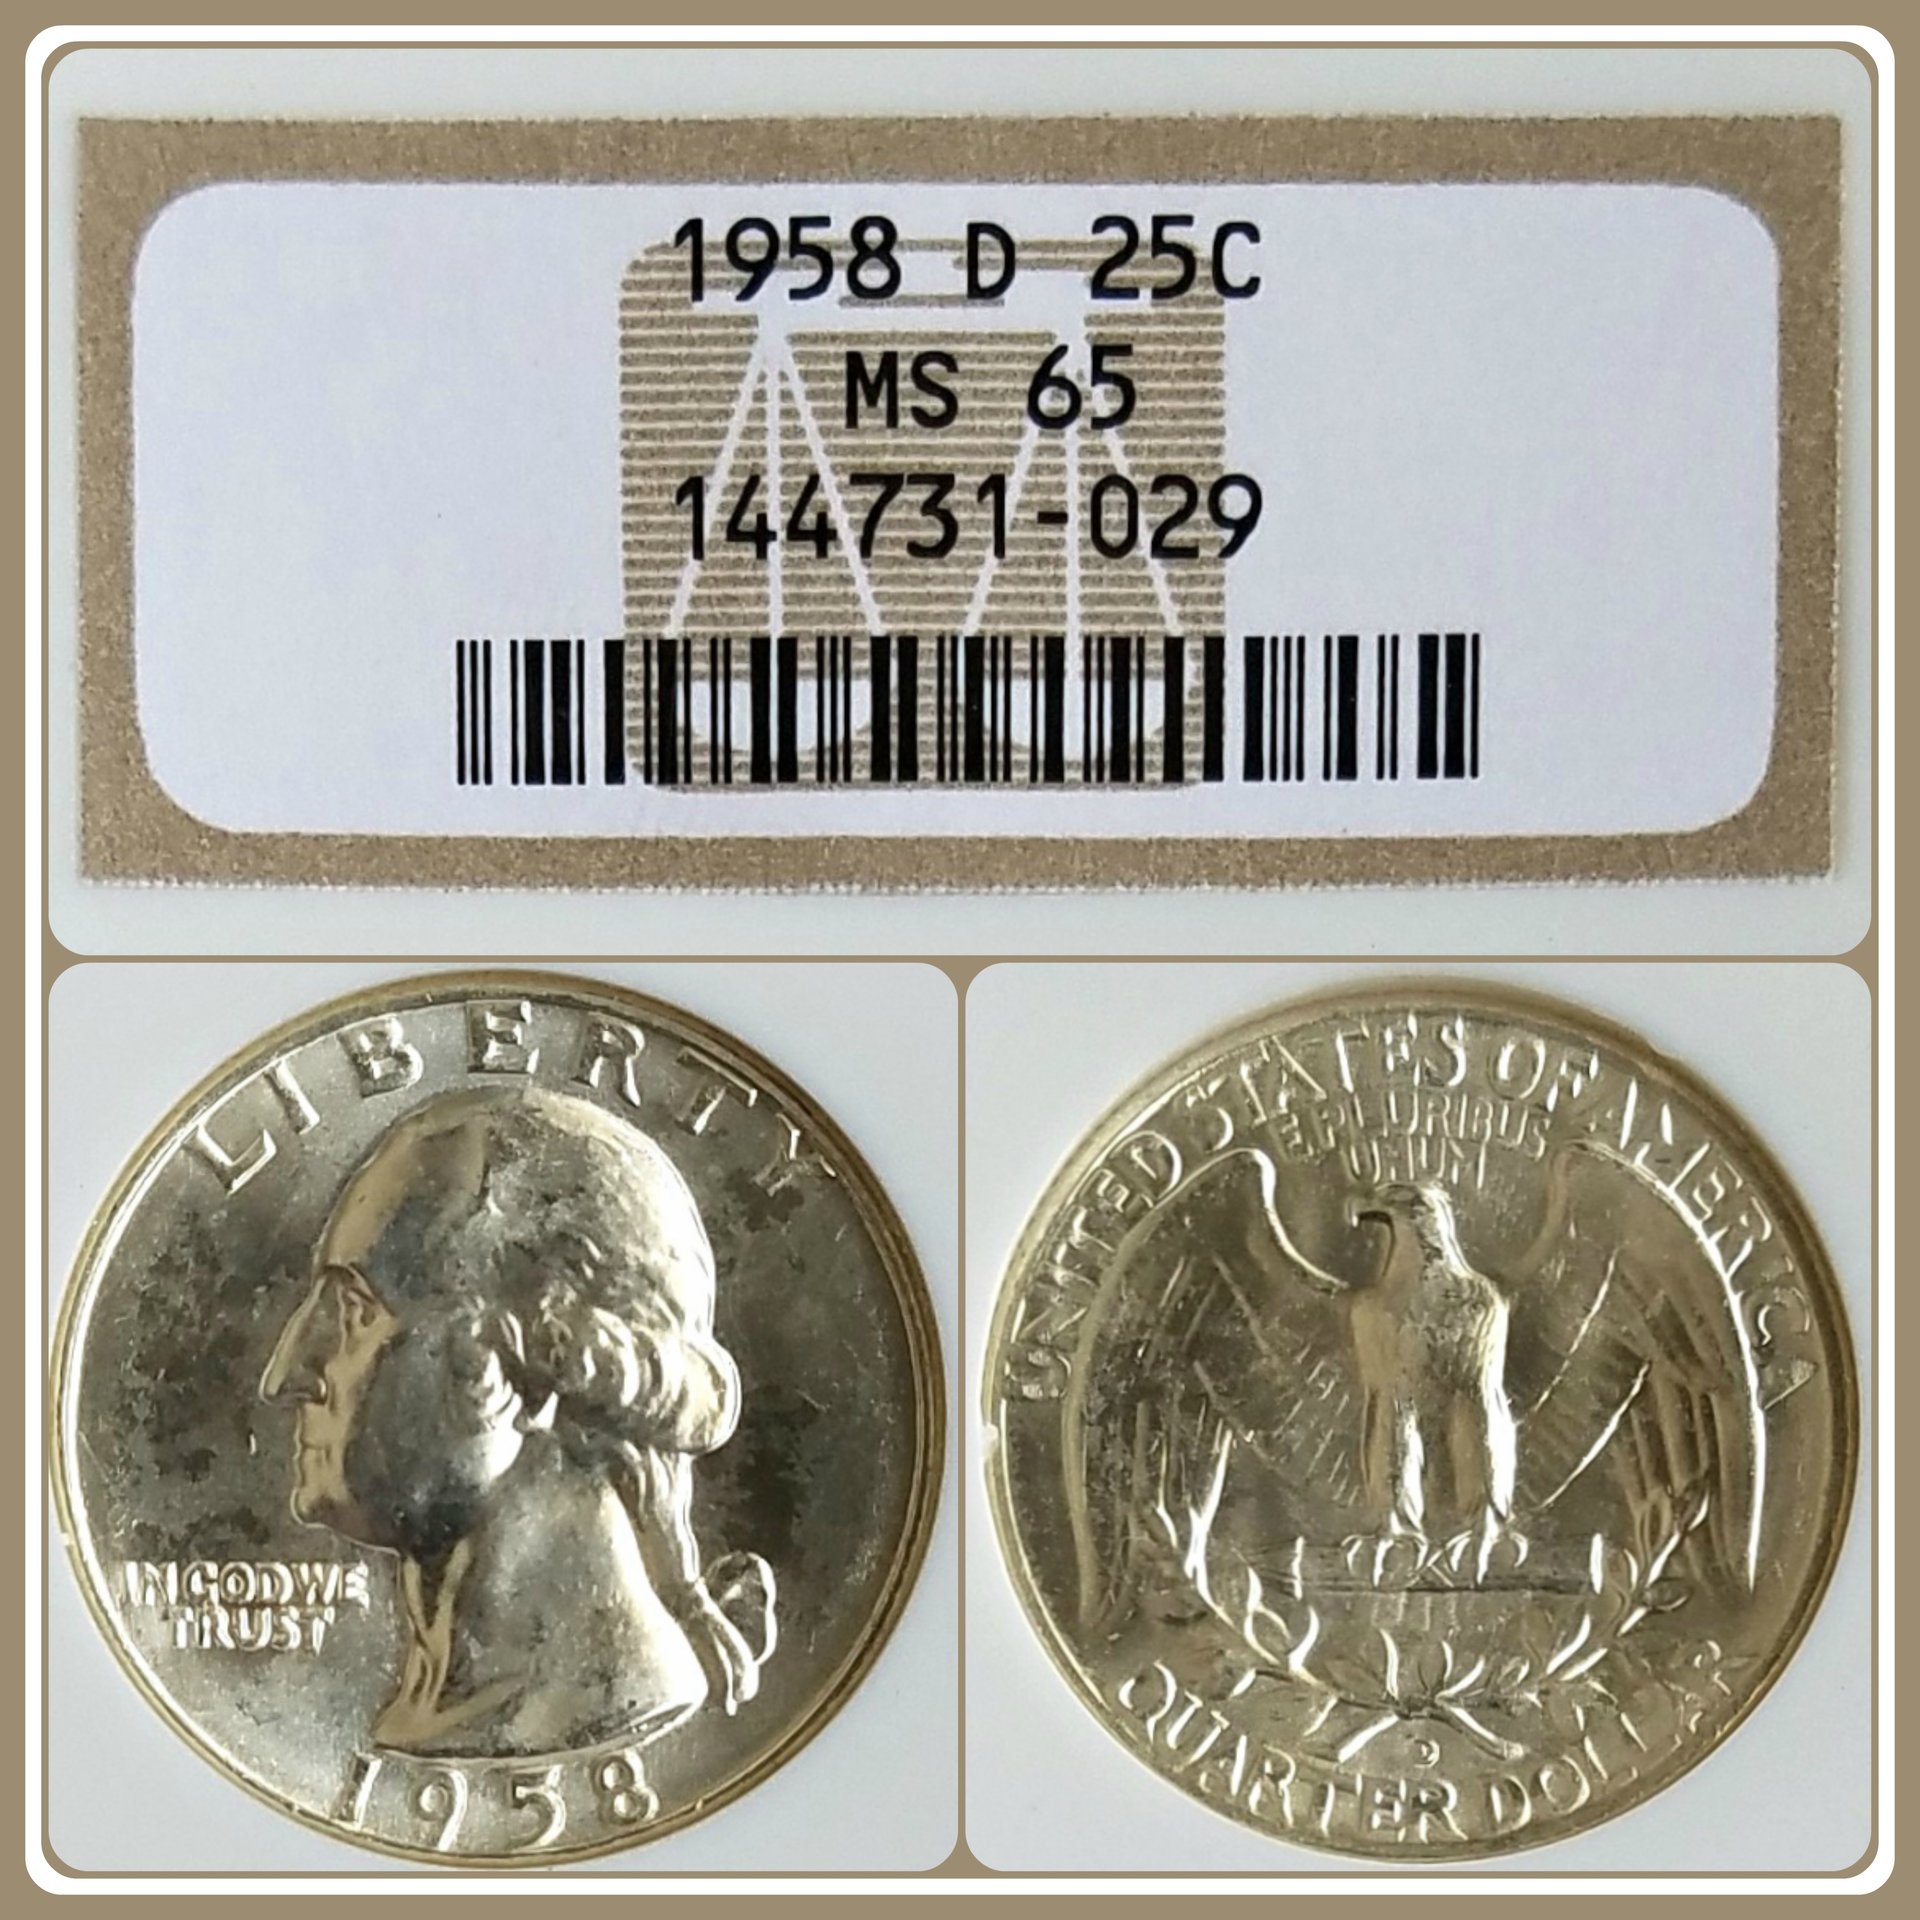 1958 D 25C
MS 65
144731-029
LIBERTY
IN GOD WE
TRUST
1958
UNITED STATES OF AMERICA
E PLURIBUS
UNUM
D
QUARTER DOLLAR